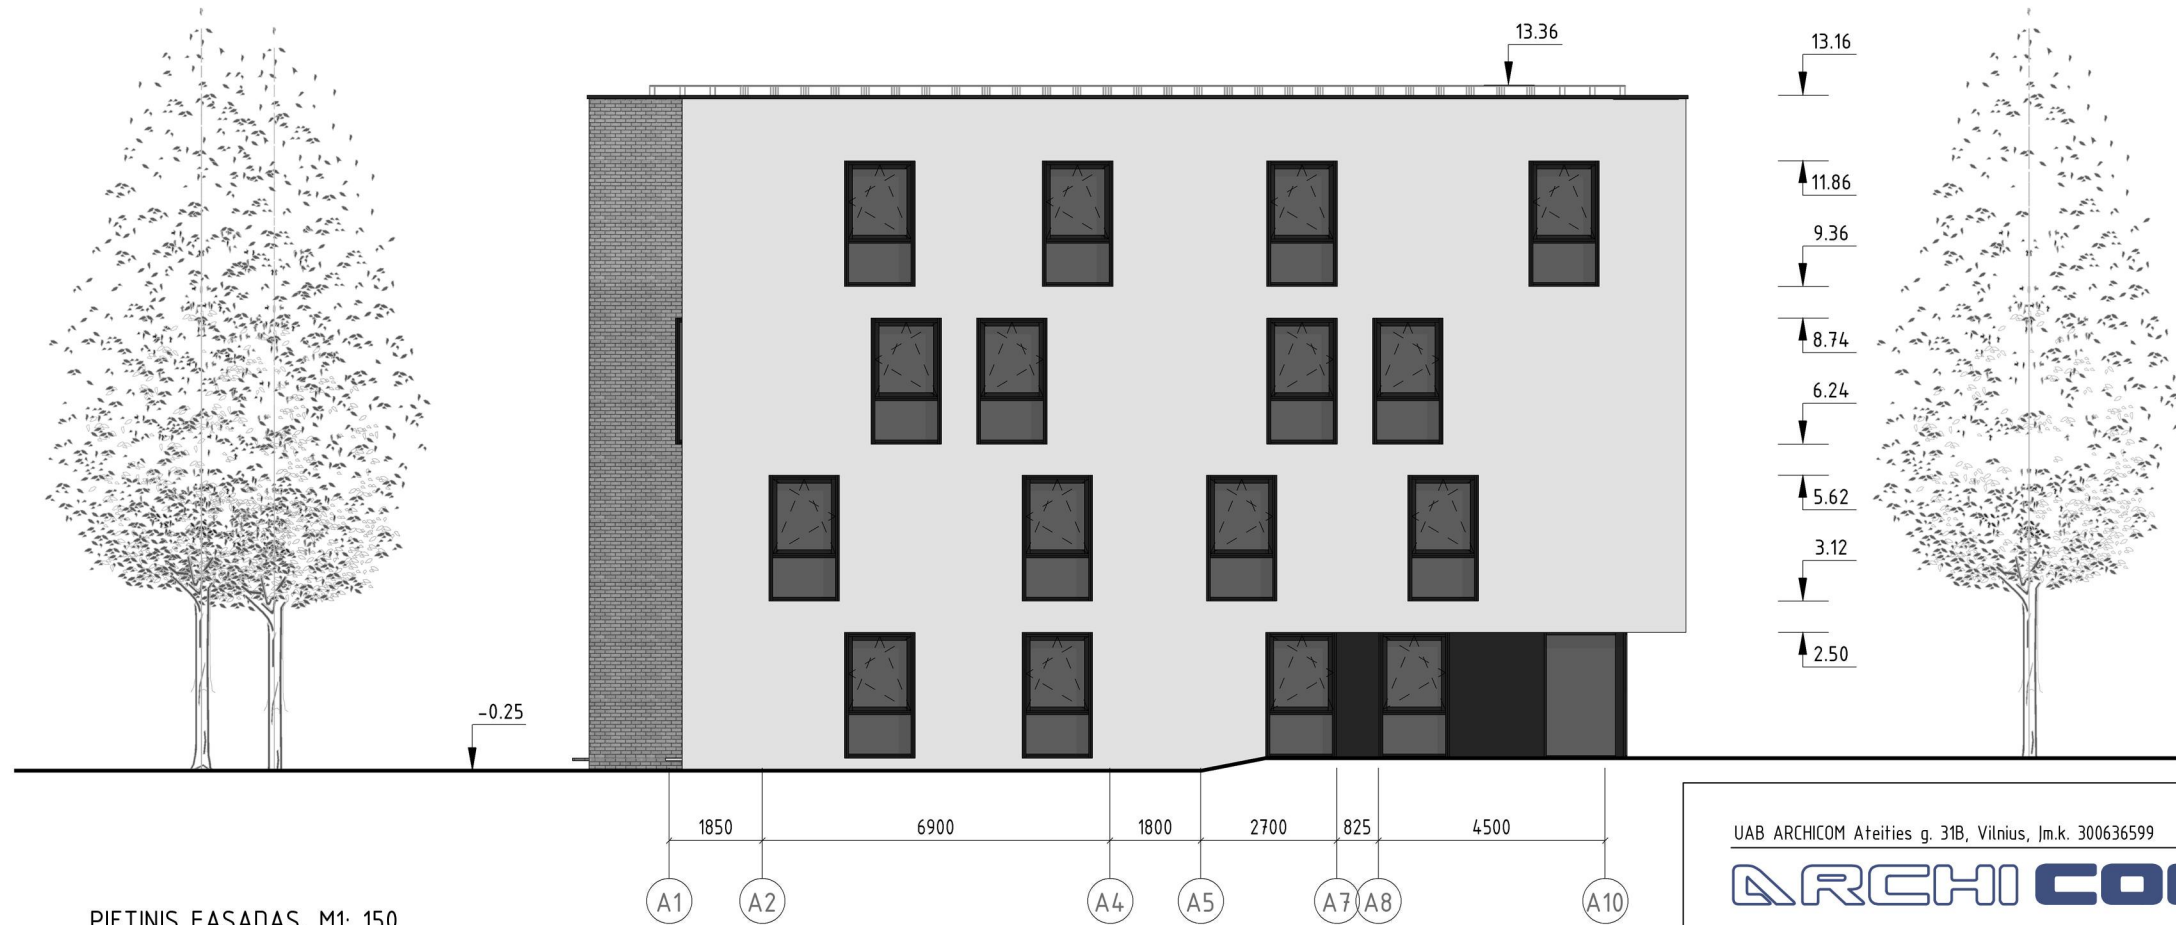 13.36
13.16
11.86
9.36
8.74
6.24
5.62
3.12
2.50
-0.25
1850 6900 1800 2700 825 4500
A1 A2 A4 A5 A7 A8 A10
UAB ARCHICOM Ateities g. 31B, Vilnius, Įm.k. 300636599
ARCHI
PIETINIS FASADAS M1: 150